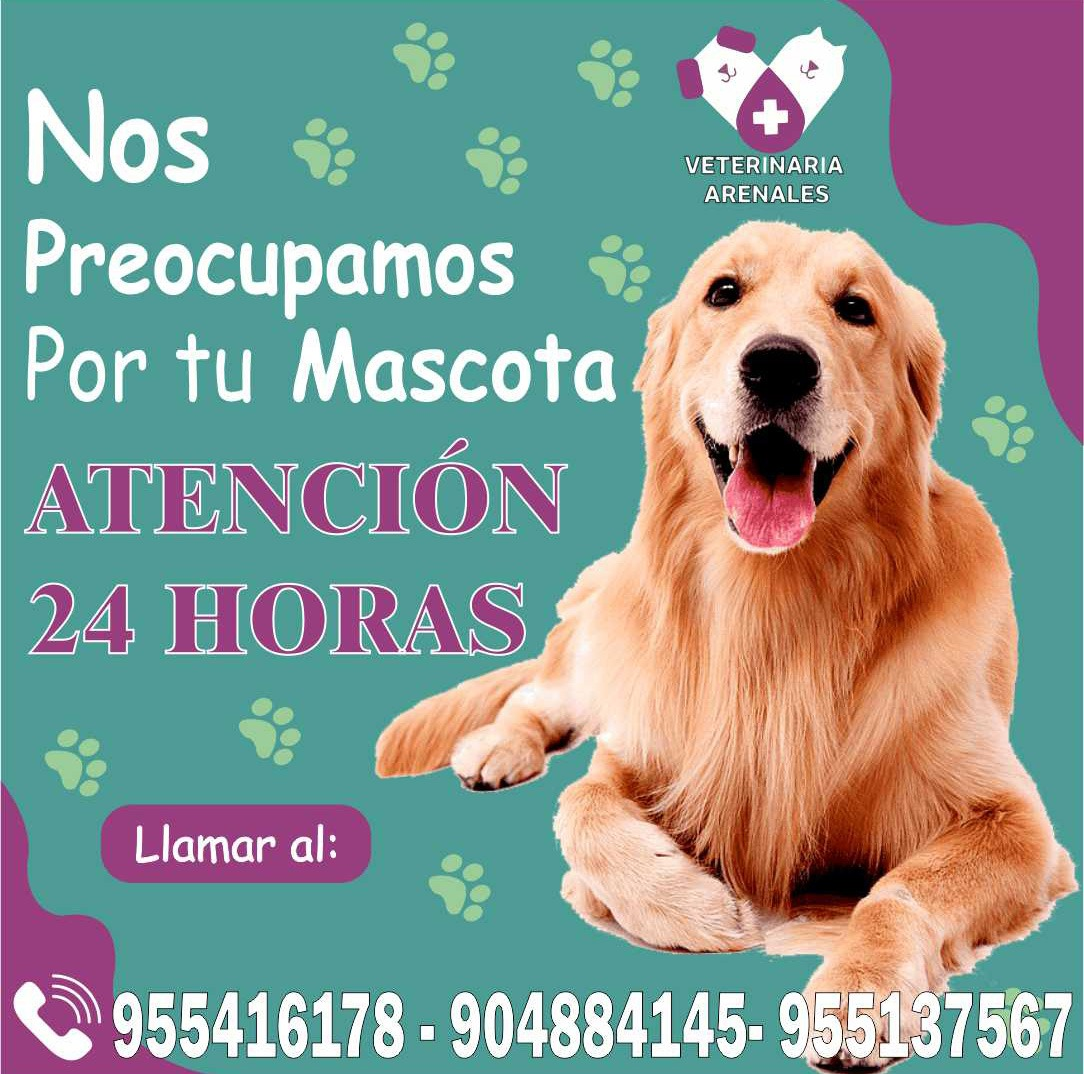 VETERINARIA
ARENALES
Nos
Preocupamos
Por tu Mascota
ATENCIÓN
24 HORAS
Llamar al:
955416178 - 904884145- 955137567